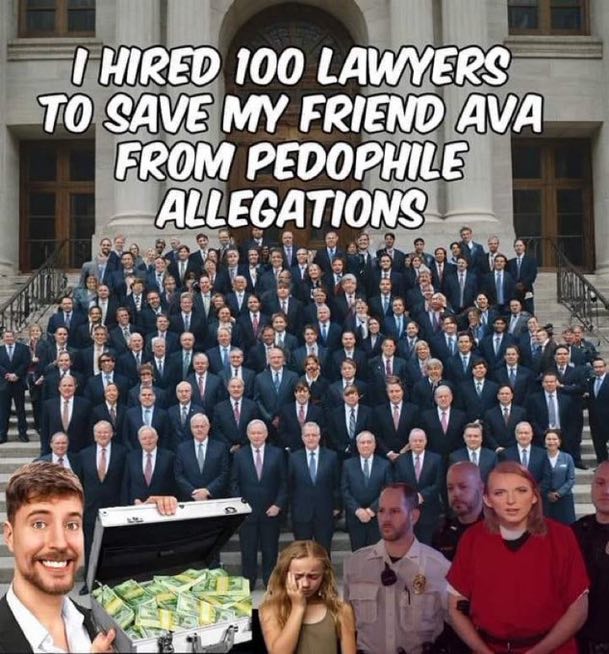 I HIRED 100 LAWYERS
TO SAVE MY FRIEND AVA
FROM PEDOPHILE
ALLEGATIONS